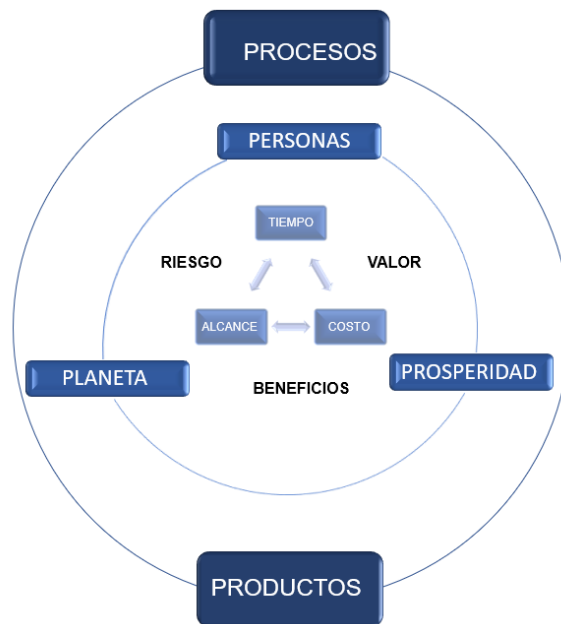 PROCESOS
PERSONAS
TIEMPO
RIESGO
VALOR
ALCANCE
COSTO
PLANETA
BENEFICIOS
PROSPERIDAD
PRODUCTOS